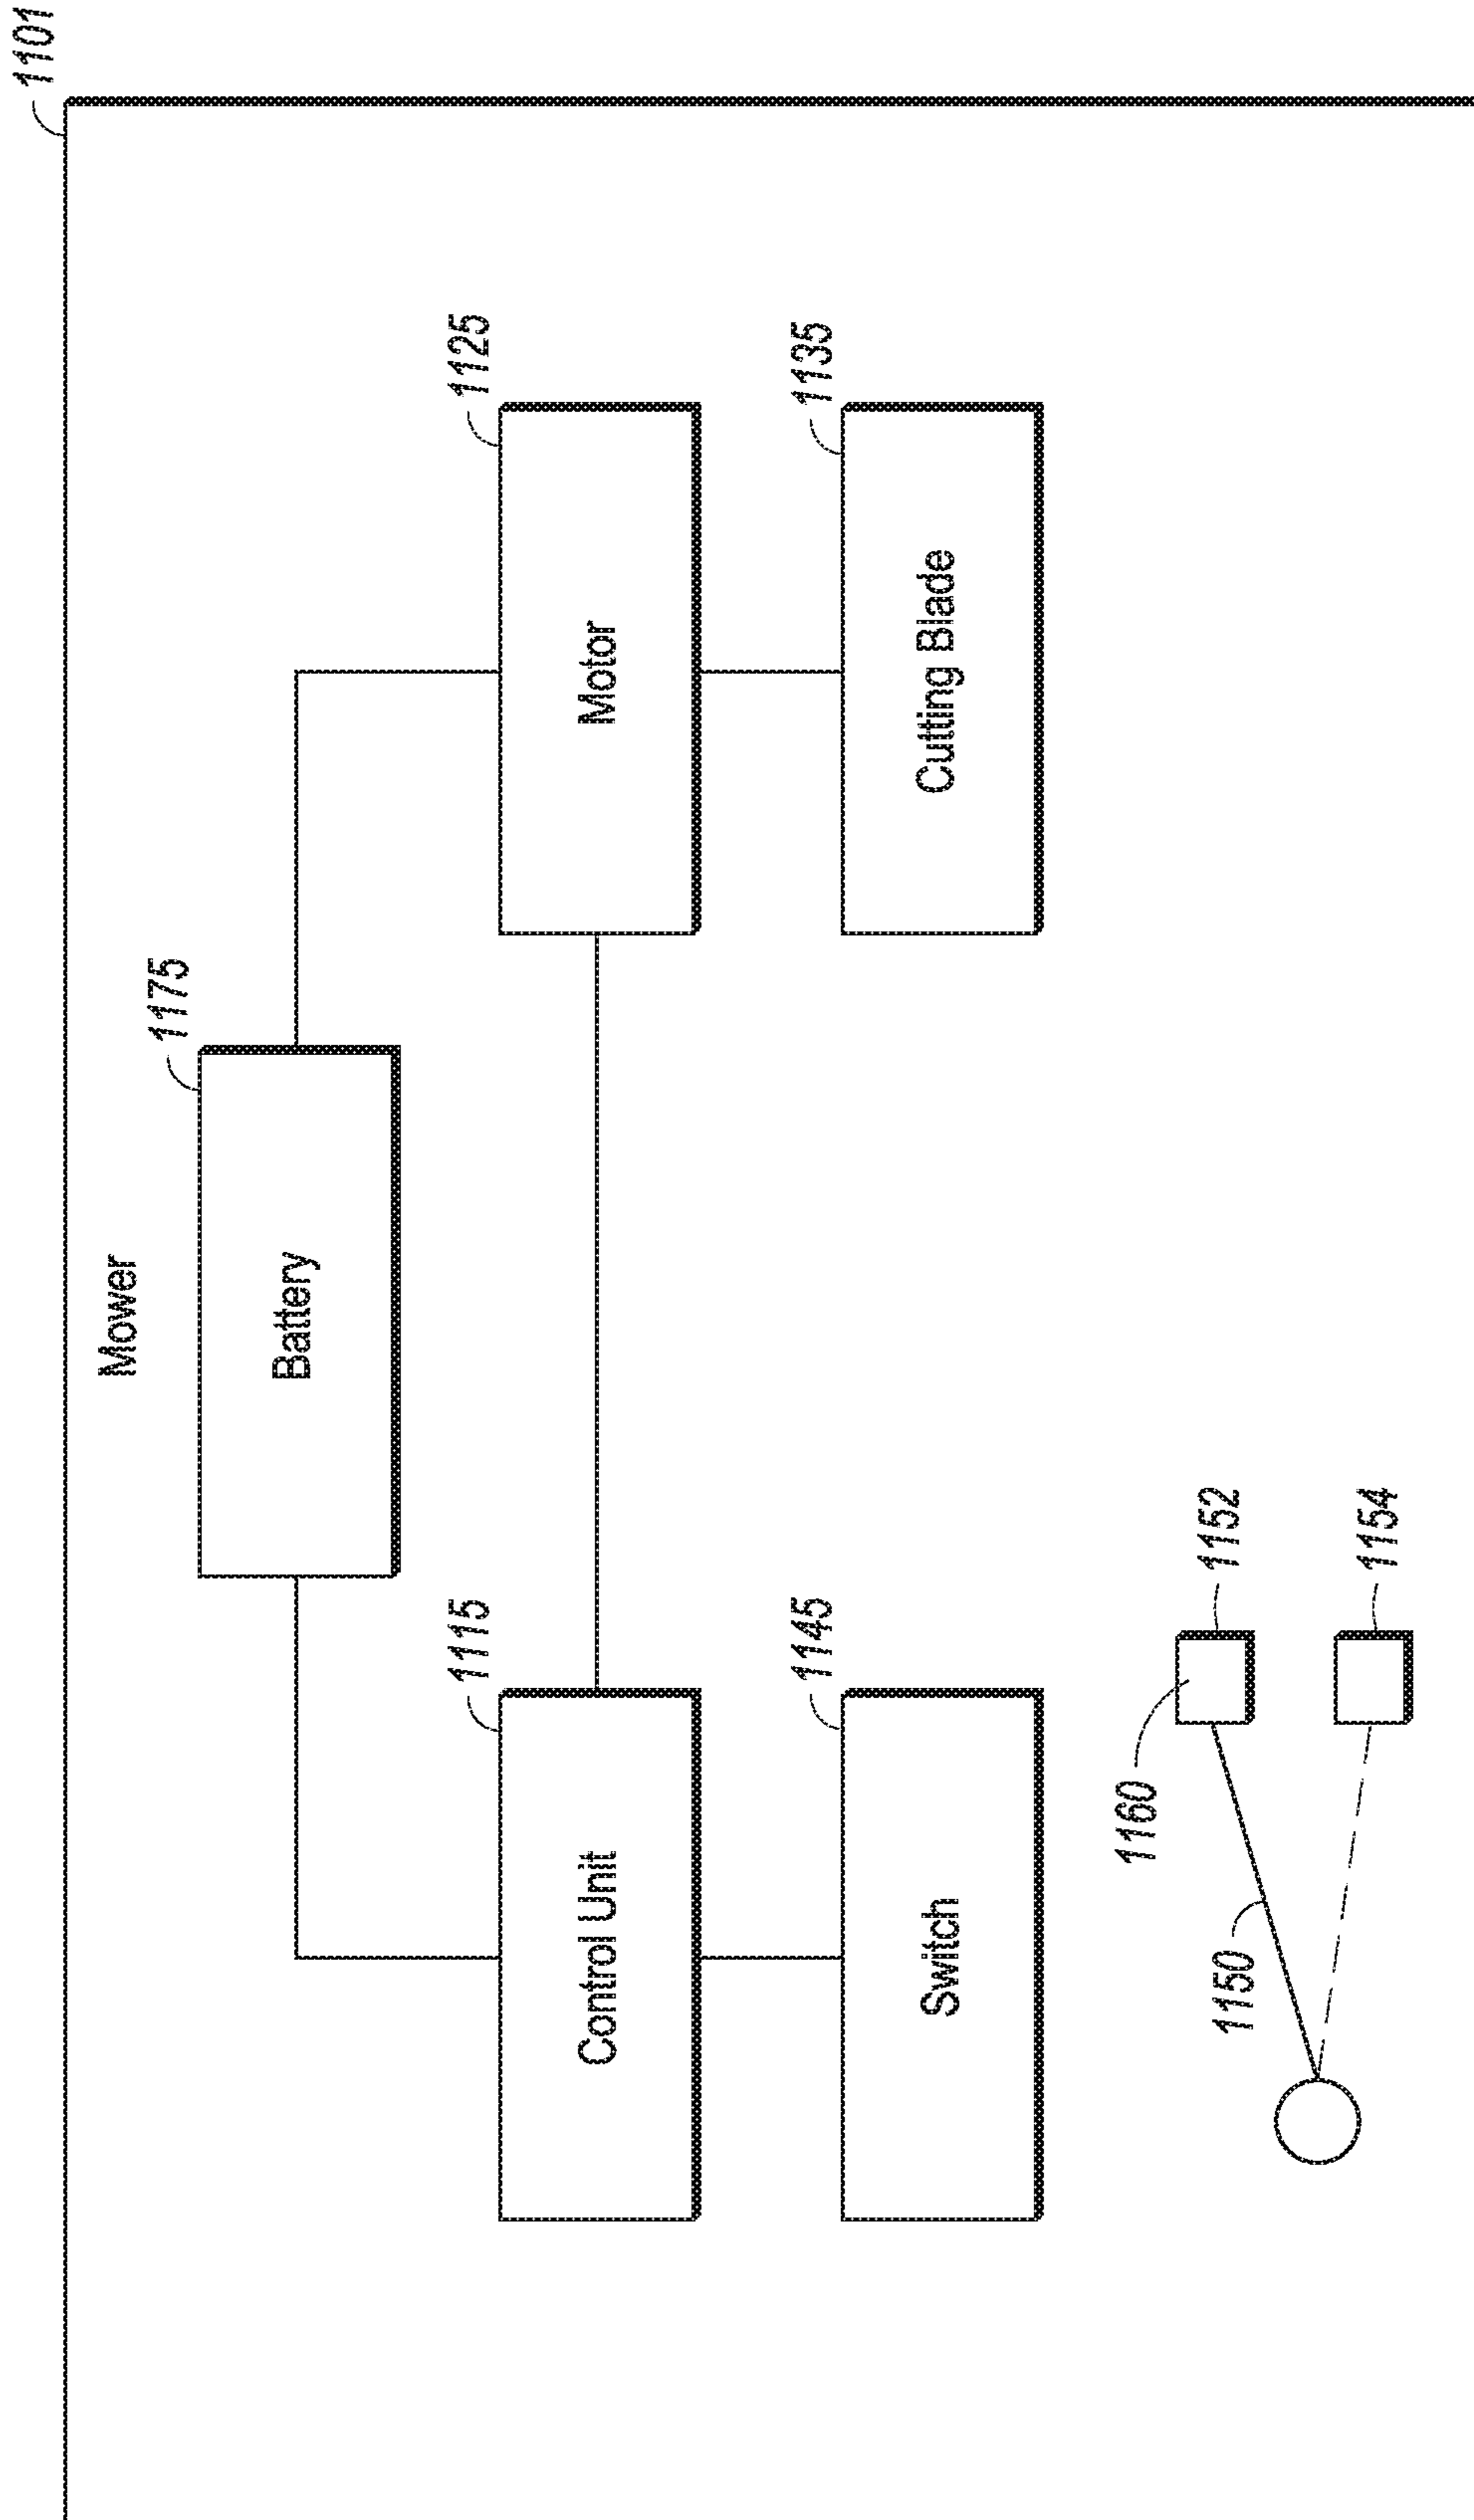 1101
Mower
1175
Battery
1115
Control Unit
1125
Motor
1145
Switch
1135
Cutting Blade
1160
1152
1150
1154